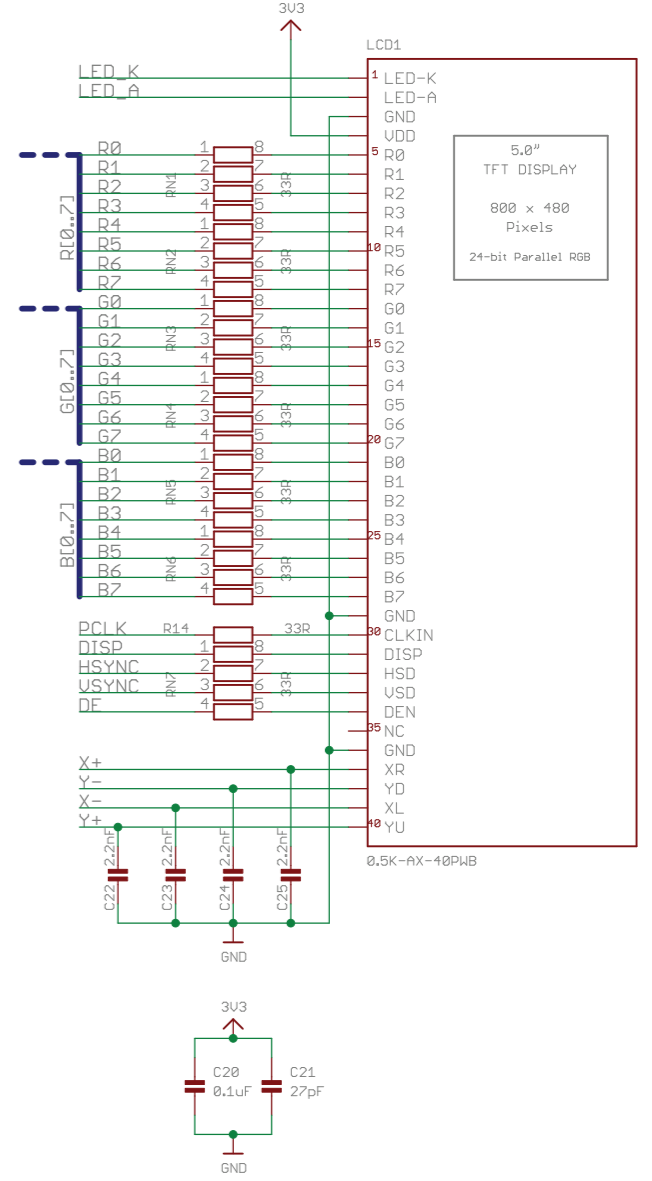 3V3
LCD1
LED_K 1 LED-K
LED_A LED-A
GND
VDD
R0 1 8 5 R0
R1 2 7 R1
R2 3 6 R2
R3 4 5 R3
RN1 33R
R4 1 8 R4
R5 2 7 10 R5
R6 3 6 R6
R7 4 5 R7
RN2 33R
R[0..7]
G0 1 8 G0
G1 2 7 G1
G2 3 6 15 G2
G3 4 5 G3
RN3 33R
G4 1 8 G4
G5 2 7 G5
G6 3 6 G6
G7 4 5 20 G7
RN4 33R
G[0..7]
B0 1 8 B0
B1 2 7 B1
B2 3 6 B2
B3 4 5 B3
RN5 33R
B4 1 8 25 B4
B5 2 7 B5
B6 3 6 B6
B7 4 5 B7
RN6 33R
B[0..7]
GND
PCLK R14 33R 30 CLKIN
DISP 1 8 DISP
HSYNC 2 7 HSD
VSYNC 3 6 VSD
DE 4 5 DEN
RN7 33R
35 NC
GND
X+ XR
Y- YD
X- XL
Y+ 40 YU
5.0"
TFT DISPLAY
800 x 480
Pixels
24-bit Parallel RGB
0.5K-AX-40PWB
C22 2.2nF
C23 2.2nF
C24 2.2nF
C25 2.2nF
GND
3V3
C20 C21
0.1uF 27pF
GND